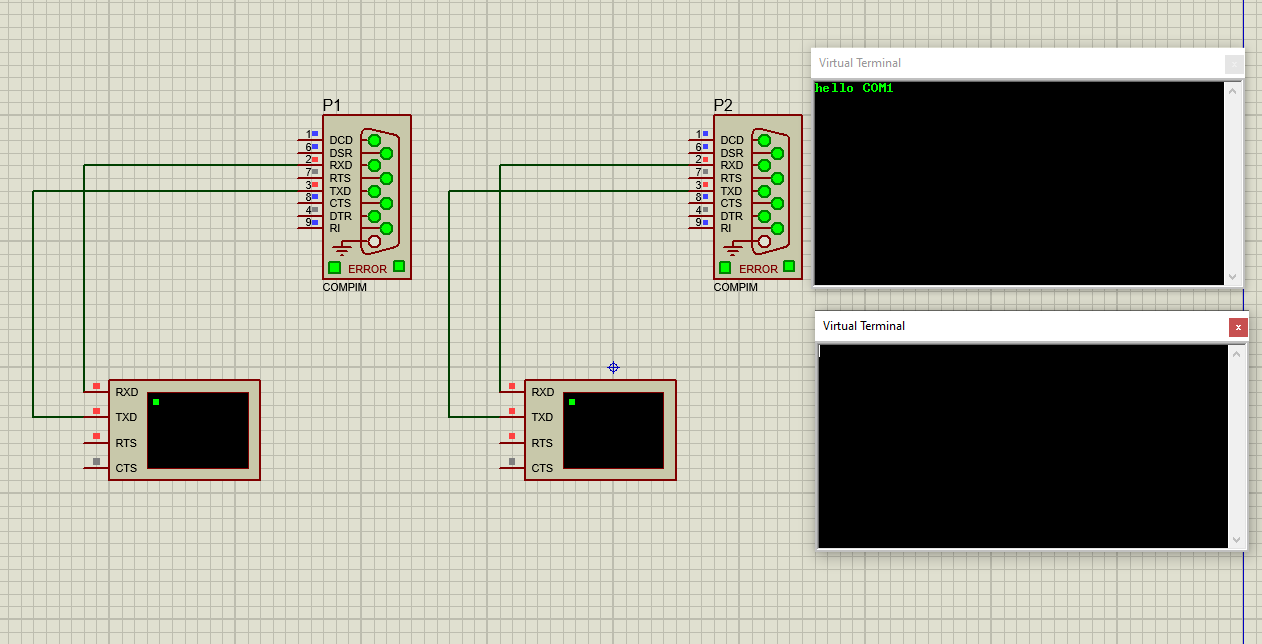 P1
1 DCD
6 DSR
2 RXD
7 RTS
3 TXD
8 CTS
4 DTR
9 RI
ERROR
COMPIM
P2
1 DCD
6 DSR
2 RXD
7 RTS
3 TXD
8 CTS
4 DTR
9 RI
ERROR
COMPIM
Virtual Terminal
x
hello COM1
Virtual Terminal
x
RXD
TXD
RTS
CTS
RXD
TXD
RTS
CTS